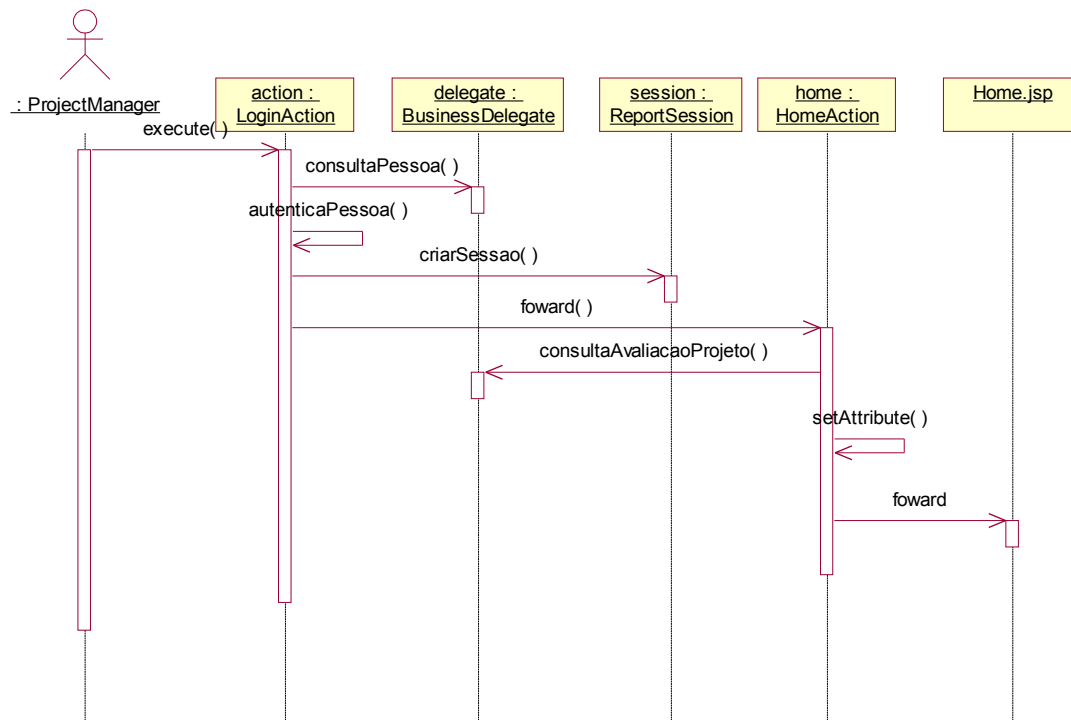 : ProjectManager
action :
LoginAction
delegate :
BusinessDelegate
session :
ReportSession
home :
HomeAction
Home.jsp
execute( )
consultaPessoa( )
autenticaPessoa( )
criarSessao( )
foward( )
consultaAvaliacaoProjeto( )
setAttribute( )
foward